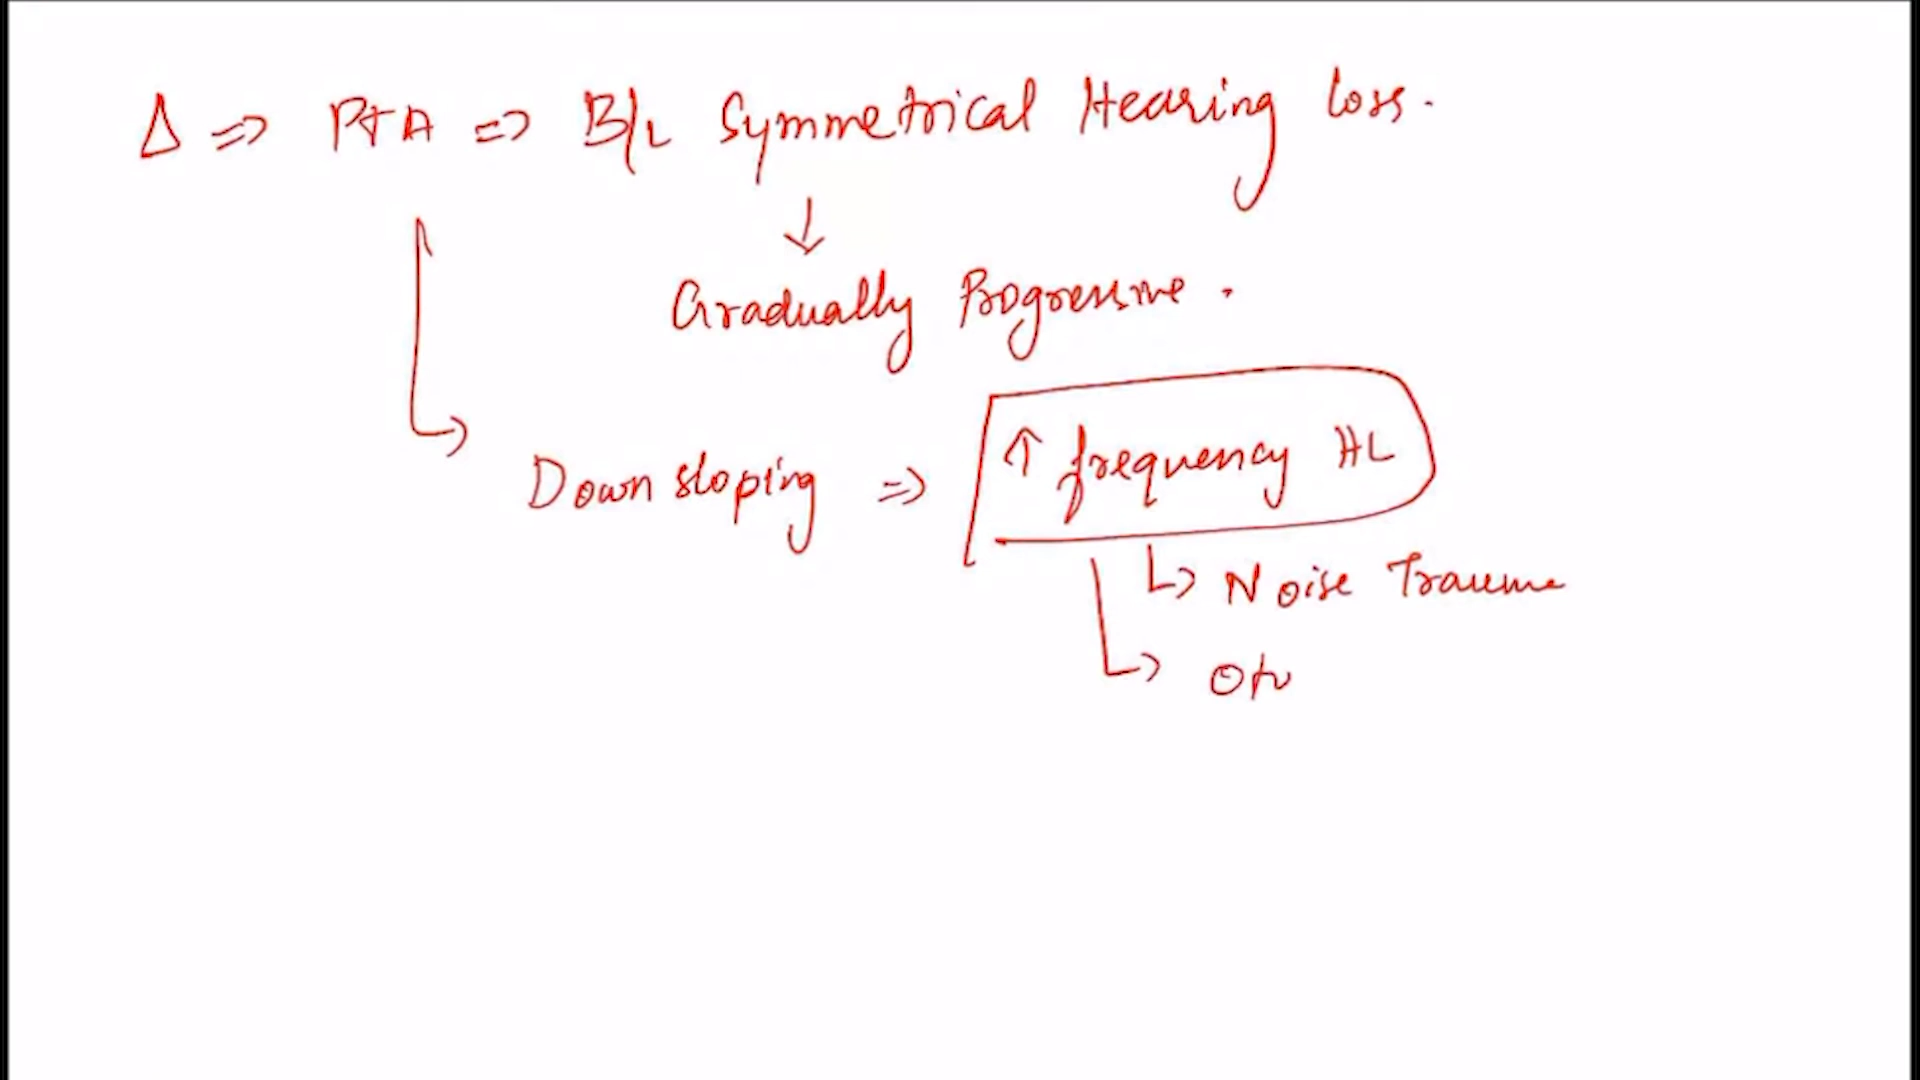 Δ ⇒ PTA ⇒ B/L Symmetrical Hearing loss.
↓
Gradually Progressive.
↳ Down sloping ⇒ ↑ frequency HL
↳ Noise Trauma
↳ Oto